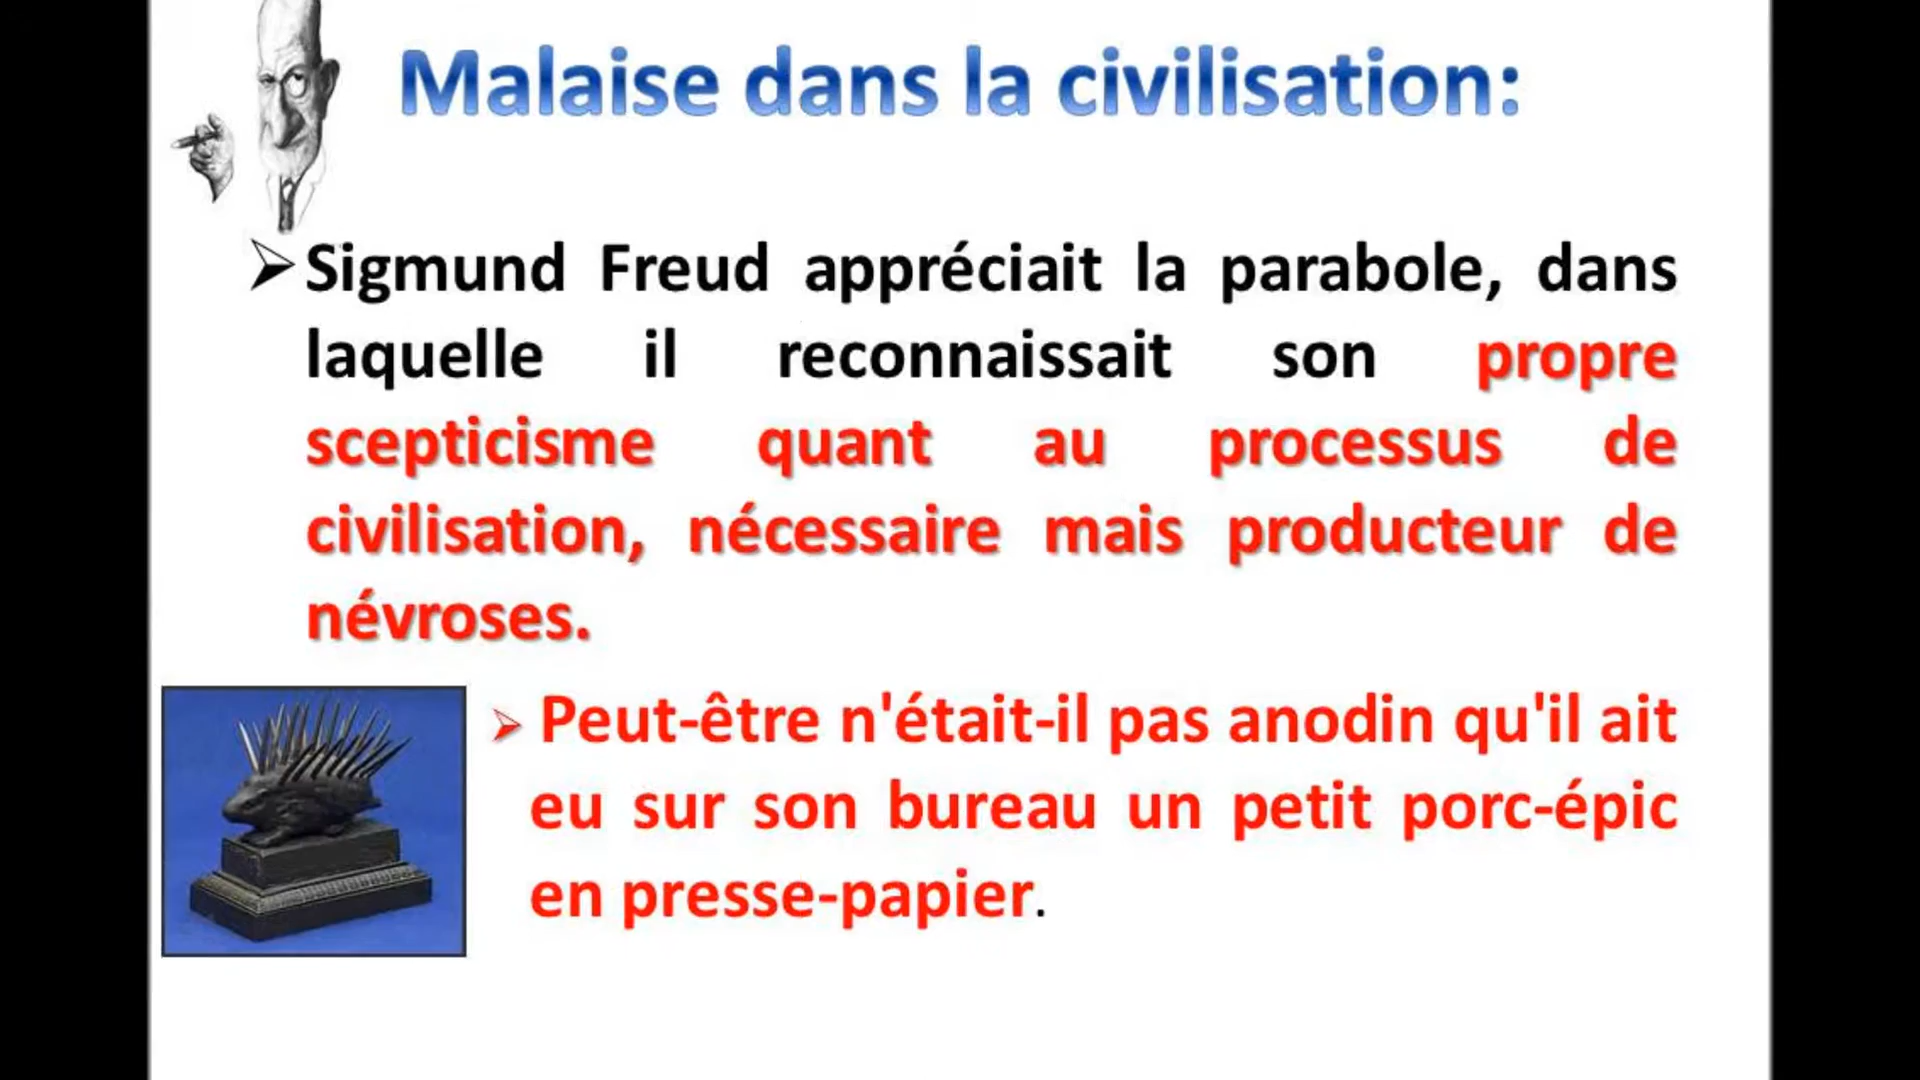 Malaise dans la civilisation:
Sigmund Freud appréciait la parabole, dans
laquelle il reconnaissait son propre
scepticisme quant au processus de
civilisation, nécessaire mais producteur de
névroses.
Peut-être n'était-il pas anodin qu'il ait
eu sur son bureau un petit porc-épic
en presse-papier.